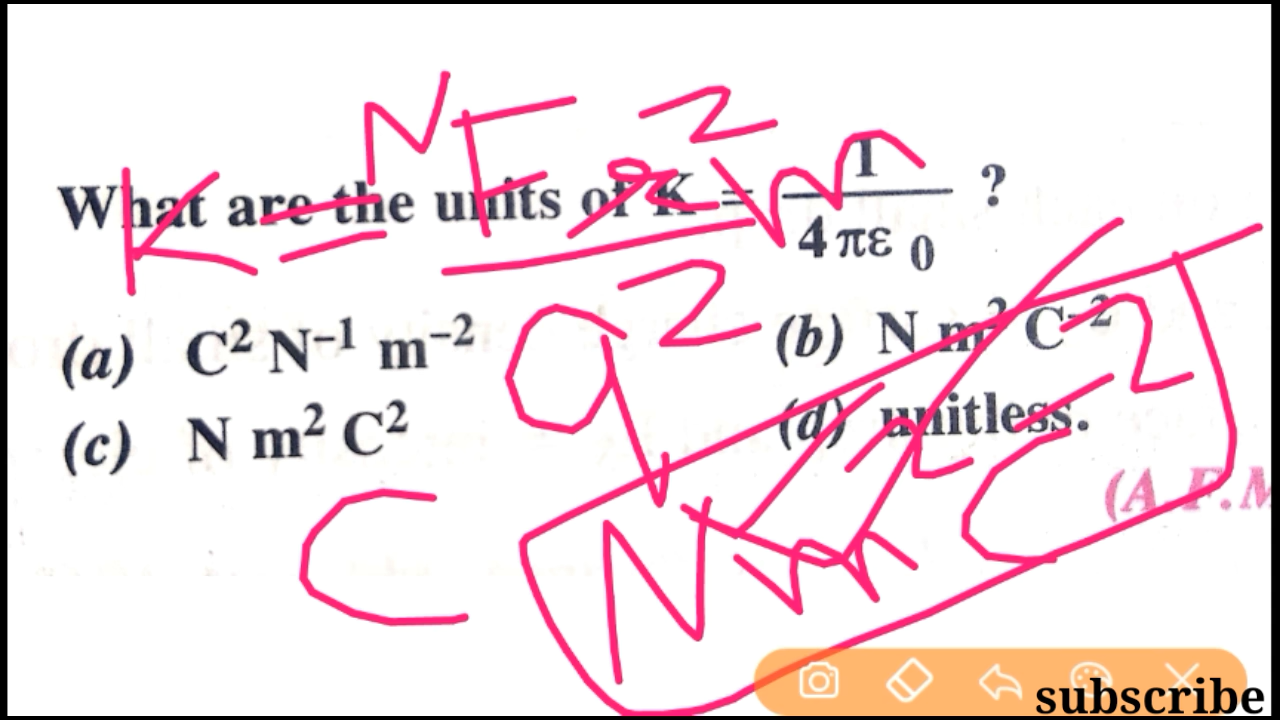 What are the units of K = 1/4πε₀ ?
(a) C² N⁻¹ m⁻²
(b) N m² C⁻²
(c) N m² C²
(d) unitless.
(A.F.M
K = N F r² m
q²
C N m² C⁻²
subscribe